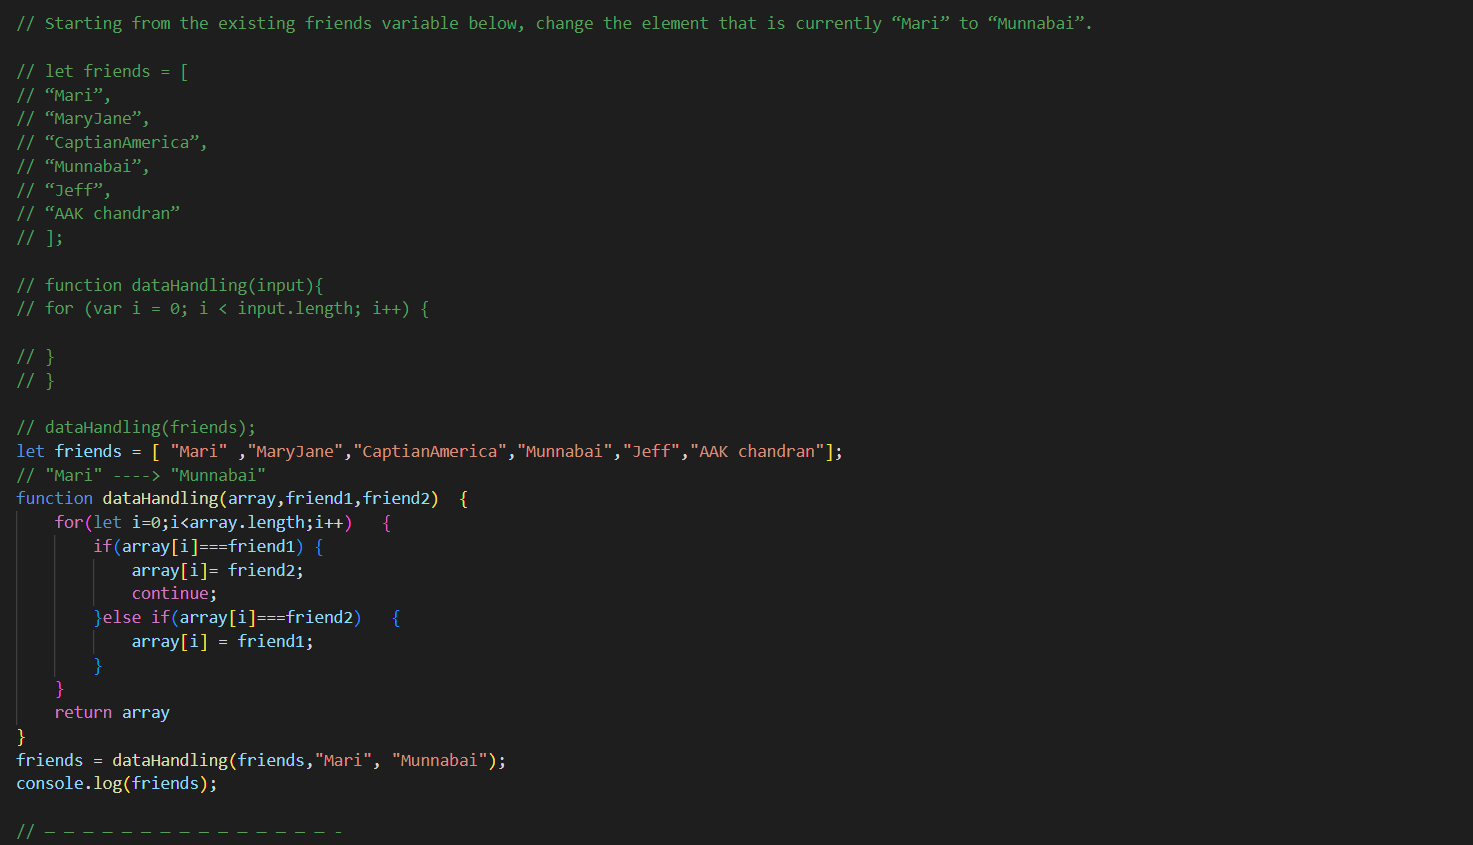 // Starting from the existing friends variable below, change the element that is currently “Mari” to “Munnabai”.
// let friends = [
// “Mari”,
// “MaryJane”,
// “CaptianAmerica”,
// “Munnabai”,
// “Jeff”,
// “AAK chandran”
// ];
// function dataHandling(input){
// for (var i = 0; i < input.length; i++) {
// }
// }
// dataHandling(friends);
let friends = [ "Mari" ,"MaryJane","CaptianAmerica","Munnabai","Jeff","AAK chandran"];
// "Mari" ----> "Munnabai"
function dataHandling(array,friend1,friend2)  {
    for(let i=0;i<array.length;i++)   {
        if(array[i]===friend1) {
            array[i]= friend2;
            continue;
        }else if(array[i]===friend2)   {
            array[i] = friend1;
        }
    }
    return array
}
friends = dataHandling(friends,"Mari", "Munnabai");
console.log(friends);
// — — — — — — — — — — — — — — — -